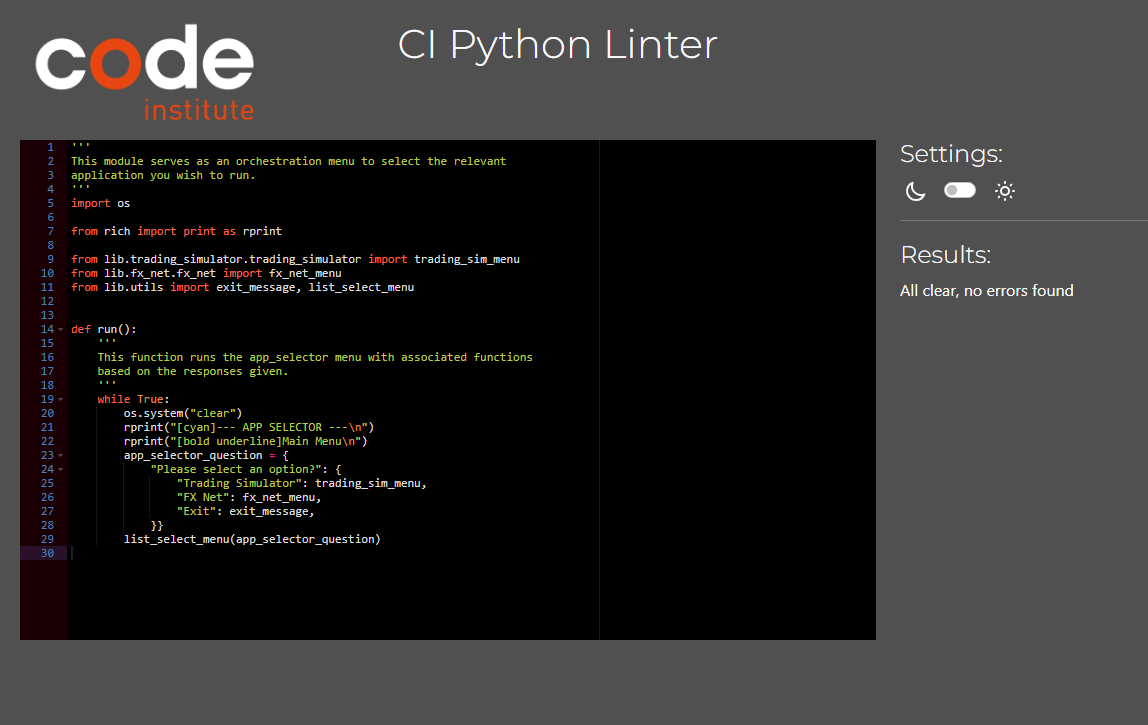 code
institute
CI Python Linter
1 '''
2 This module serves as an orchestration menu to select the relevant
3 application you wish to run.
4 '''
5 import os
6
7 from rich import print as rprint
8
9 from lib.trading_simulator.trading_simulator import trading_sim_menu
10 from lib.fx_net.fx_net import fx_net_menu
11 from lib.utils import exit_message, list_select_menu
12
13
14 def run():
15     '''
16     This function runs the app_selector menu with associated functions
17     based on the responses given.
18     '''
19     while True:
20         os.system("clear")
21         rprint("[cyan]--- APP SELECTOR ---\n")
22         rprint("[bold underline]Main Menu\n")
23         app_selector_question = {
24             "Please select an option?": {
25                 "Trading Simulator": trading_sim_menu,
26                 "FX Net": fx_net_menu,
27                 "Exit": exit_message,
28             }}
29         list_select_menu(app_selector_question)
30
Settings:
Results:
All clear, no errors found